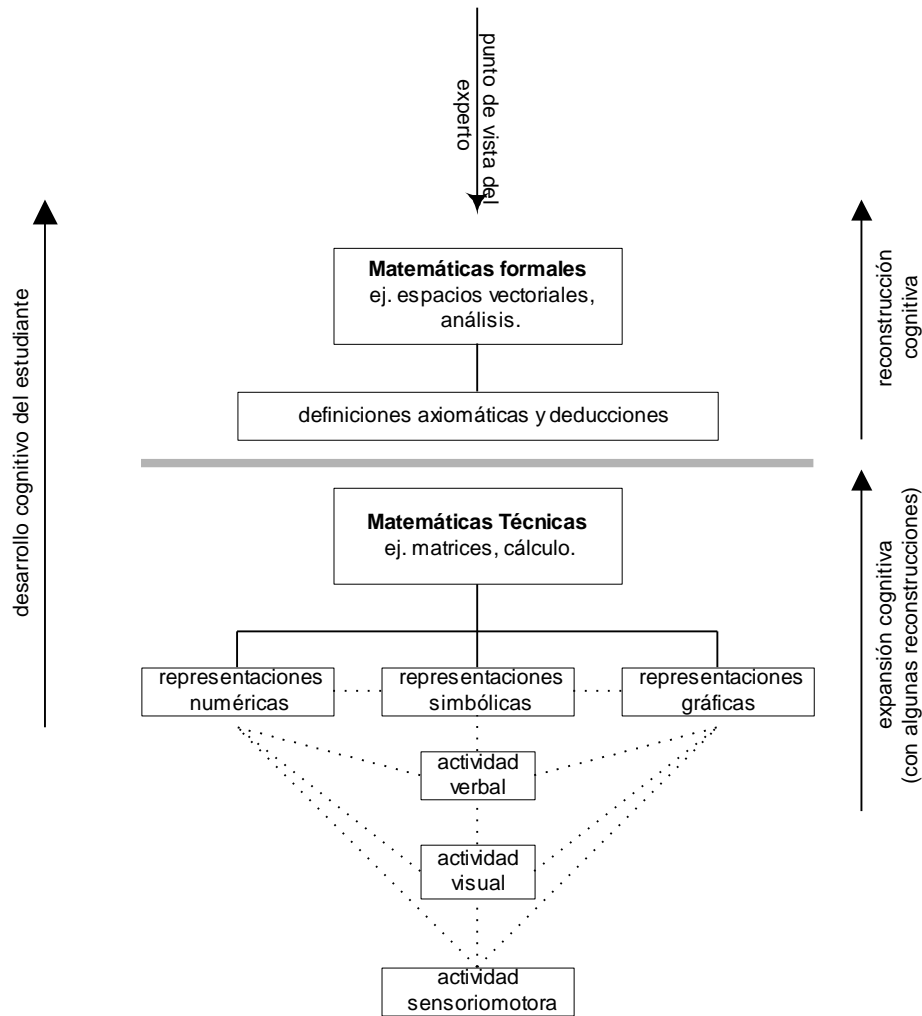 punto de vista del
experto
desarrollo cognitivo del estudiante
Matemáticas formales
ej. espacios vectoriales,
análisis.
reconstrucción
cognitiva
definiciones axiomáticas y deducciones
Matemáticas Técnicas
ej. matrices, cálculo.
expansión cognitiva
(con algunas reconstrucciones)
representaciones
numéricas
representaciones
simbólicas
representaciones
gráficas
actividad
verbal
actividad
visual
actividad
sensoriomotora